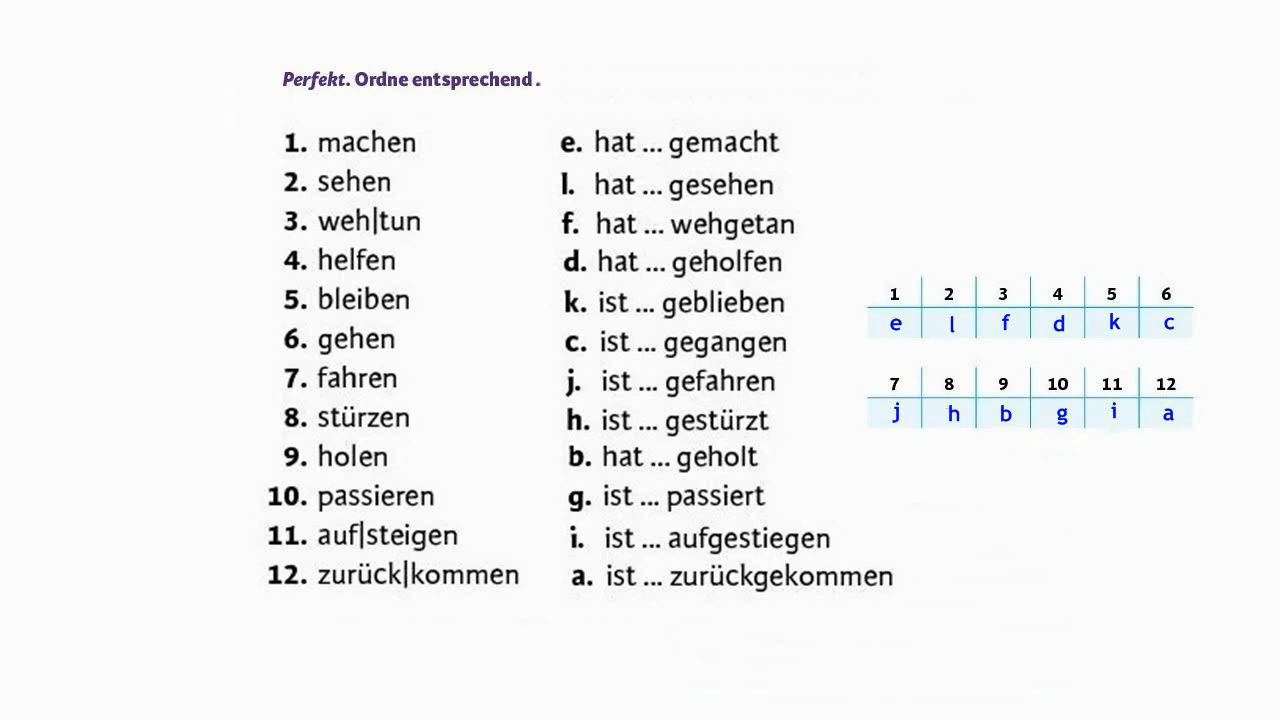 Perfekt. Ordne entsprechend.
1. machen e. hat ... gemacht
2. sehen l. hat ... gesehen
3. weh|tun f. hat ... wehgetan
4. helfen d. hat ... geholfen
5. bleiben k. ist ... geblieben
6. gehen c. ist ... gegangen
7. fahren j. ist ... gefahren
8. stürzen h. ist ... gestürzt
9. holen b. hat ... geholt
10. passieren g. ist ... passiert
11. auf|steigen i. ist ... aufgestiegen
12. zurück|kommen a. ist ... zurückgekommen
1 2 3 4 5 6
e l f d k c
7 8 9 10 11 12
j h b g i a